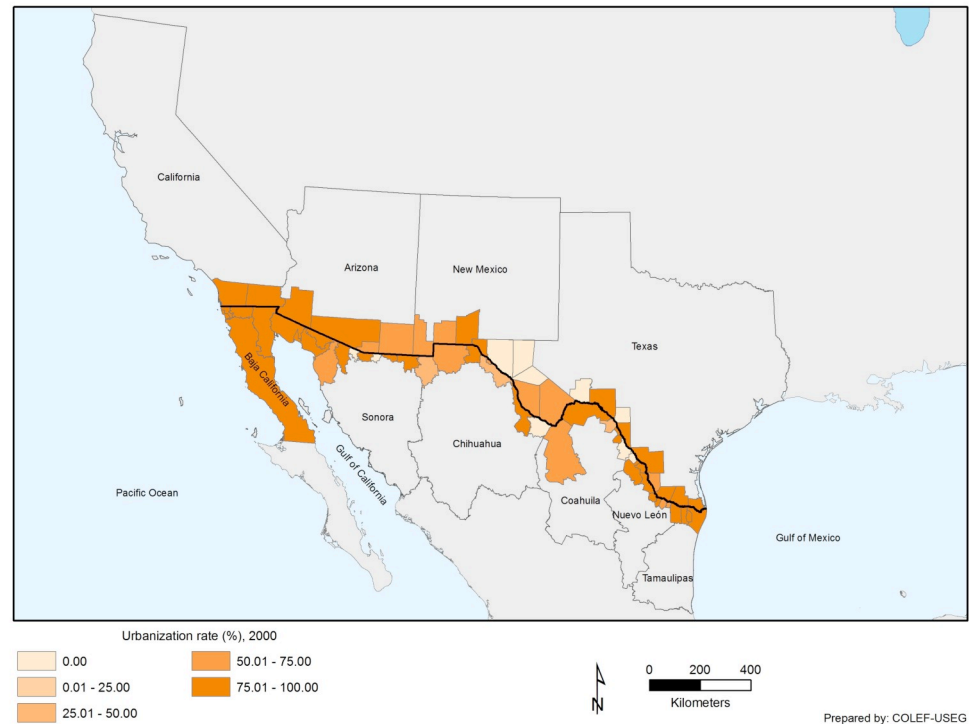 California
Arizona
New Mexico
Texas
Baja California
Sonora
Chihuahua
Gulf of California
Pacific Ocean
Coahuila
Nuevo León
Gulf of Mexico
Tamaulipas
Urbanization rate (%), 2000
0.00
0.01 - 25.00
25.01 - 50.00
50.01 - 75.00
75.01 - 100.00
N
0 200 400
Kilometers
Prepared by: COLEF-USEG